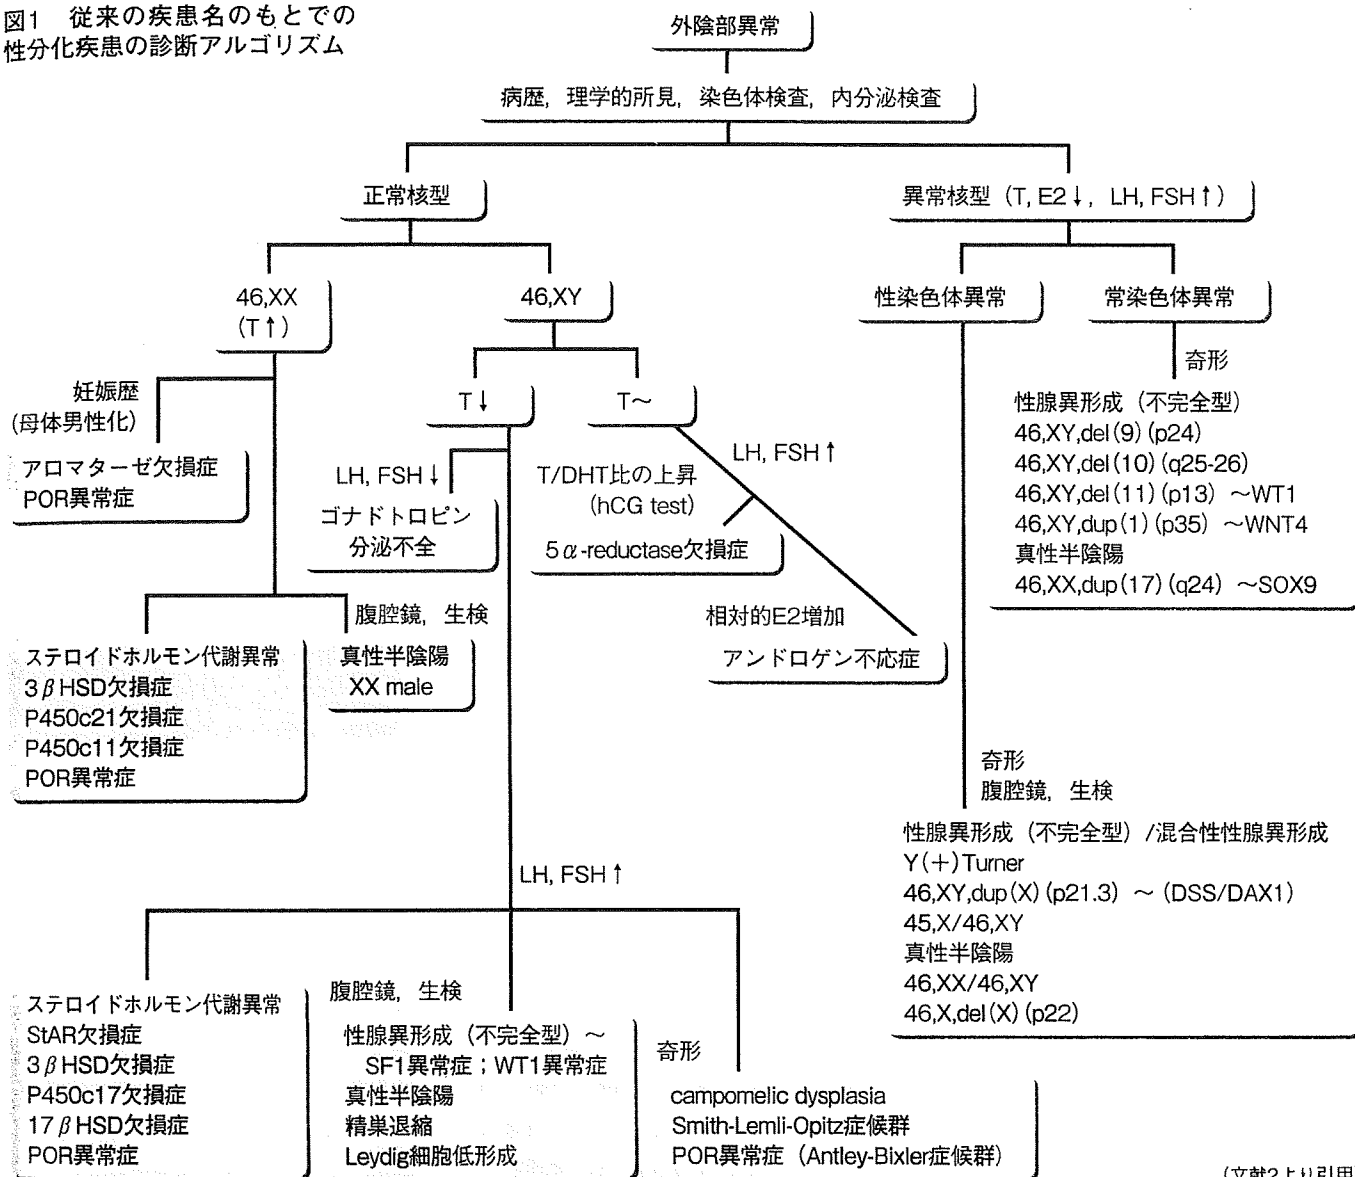 図1 従来の疾患名のもとでの
性分化疾患の診断アルゴリズム
外陰部異常
病歴，理学的所見，染色体検査，内分泌検査
正常核型
異常核型（T, E2↓，LH, FSH↑）
46,XX
（T↑）
46,XY
性染色体異常
常染色体異常
妊娠歴
(母体男性化)
アロマターゼ欠損症
POR異常症
T↓
T〜
LH, FSH↓
ゴナドトロピン
分泌不全
LH, FSH↑
T/DHT比の上昇
(hCG test)
5α-reductase欠損症
相対的E2増加
アンドロゲン不応症
奇形
性腺異形成（不完全型）
46,XY,del(9)(p24)
46,XY,del(10)(q25-26)
46,XY,del(11)(p13) 〜WT1
46,XY,dup(1)(p35) 〜WNT4
真性半陰陽
46,XX,dup(17)(q24) 〜SOX9
ステロイドホルモン代謝異常
3βHSD欠損症
P450c21欠損症
P450c11欠損症
POR異常症
腹腔鏡，生検
真性半陰陽
XX male
奇形
腹腔鏡，生検
性腺異形成（不完全型）/混合性性腺異形成
Y(＋)Turner
46,XY,dup(X)(p21.3) 〜(DSS/DAX1)
45,X/46,XY
真性半陰陽
46,XX/46,XY
46,X,del(X)(p22)
LH, FSH↑
ステロイドホルモン代謝異常
StAR欠損症
3βHSD欠損症
P450c17欠損症
17βHSD欠損症
POR異常症
腹腔鏡，生検
性腺異形成（不完全型）〜
SF1異常症；WT1異常症
真性半陰陽
精巣退縮
Leydig細胞低形成
奇形
campomelic dysplasia
Smith-Lemli-Opitz症候群
POR異常症（Antley-Bixler症候群）
(文献2より引用